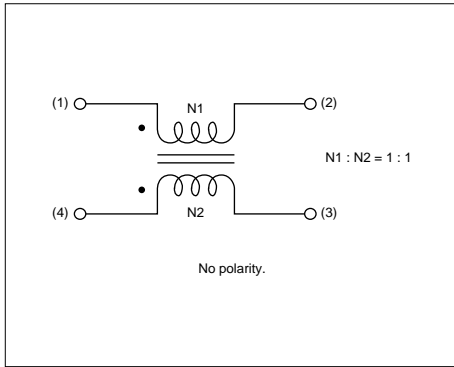 N1
(1)
(2)
N1 : N2 = 1 : 1
(4)
N2
(3)
No polarity.